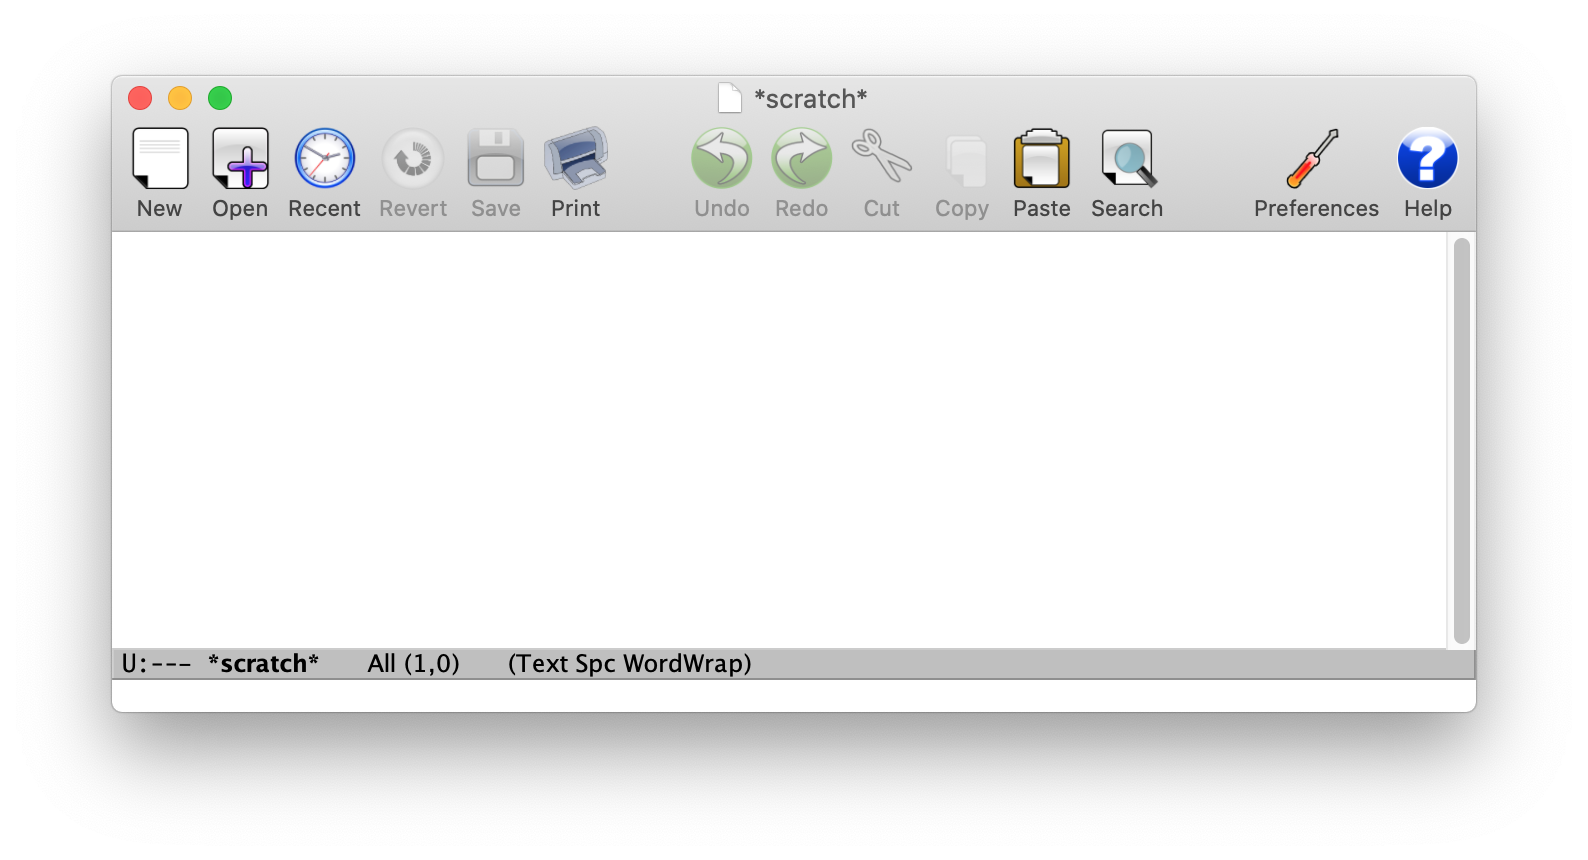 *scratch*
New Open Recent Revert Save Print Undo Redo Cut Copy Paste Search Preferences Help
U:--- *scratch* All (1,0) (Text Spc WordWrap)